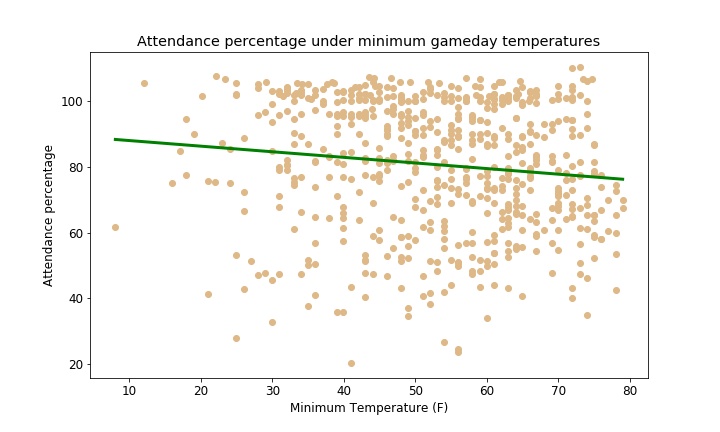 Attendance percentage under minimum gameday temperatures
100
80
60
40
20
Attendance percentage
10 20 30 40 50 60 70 80
Minimum Temperature (F)